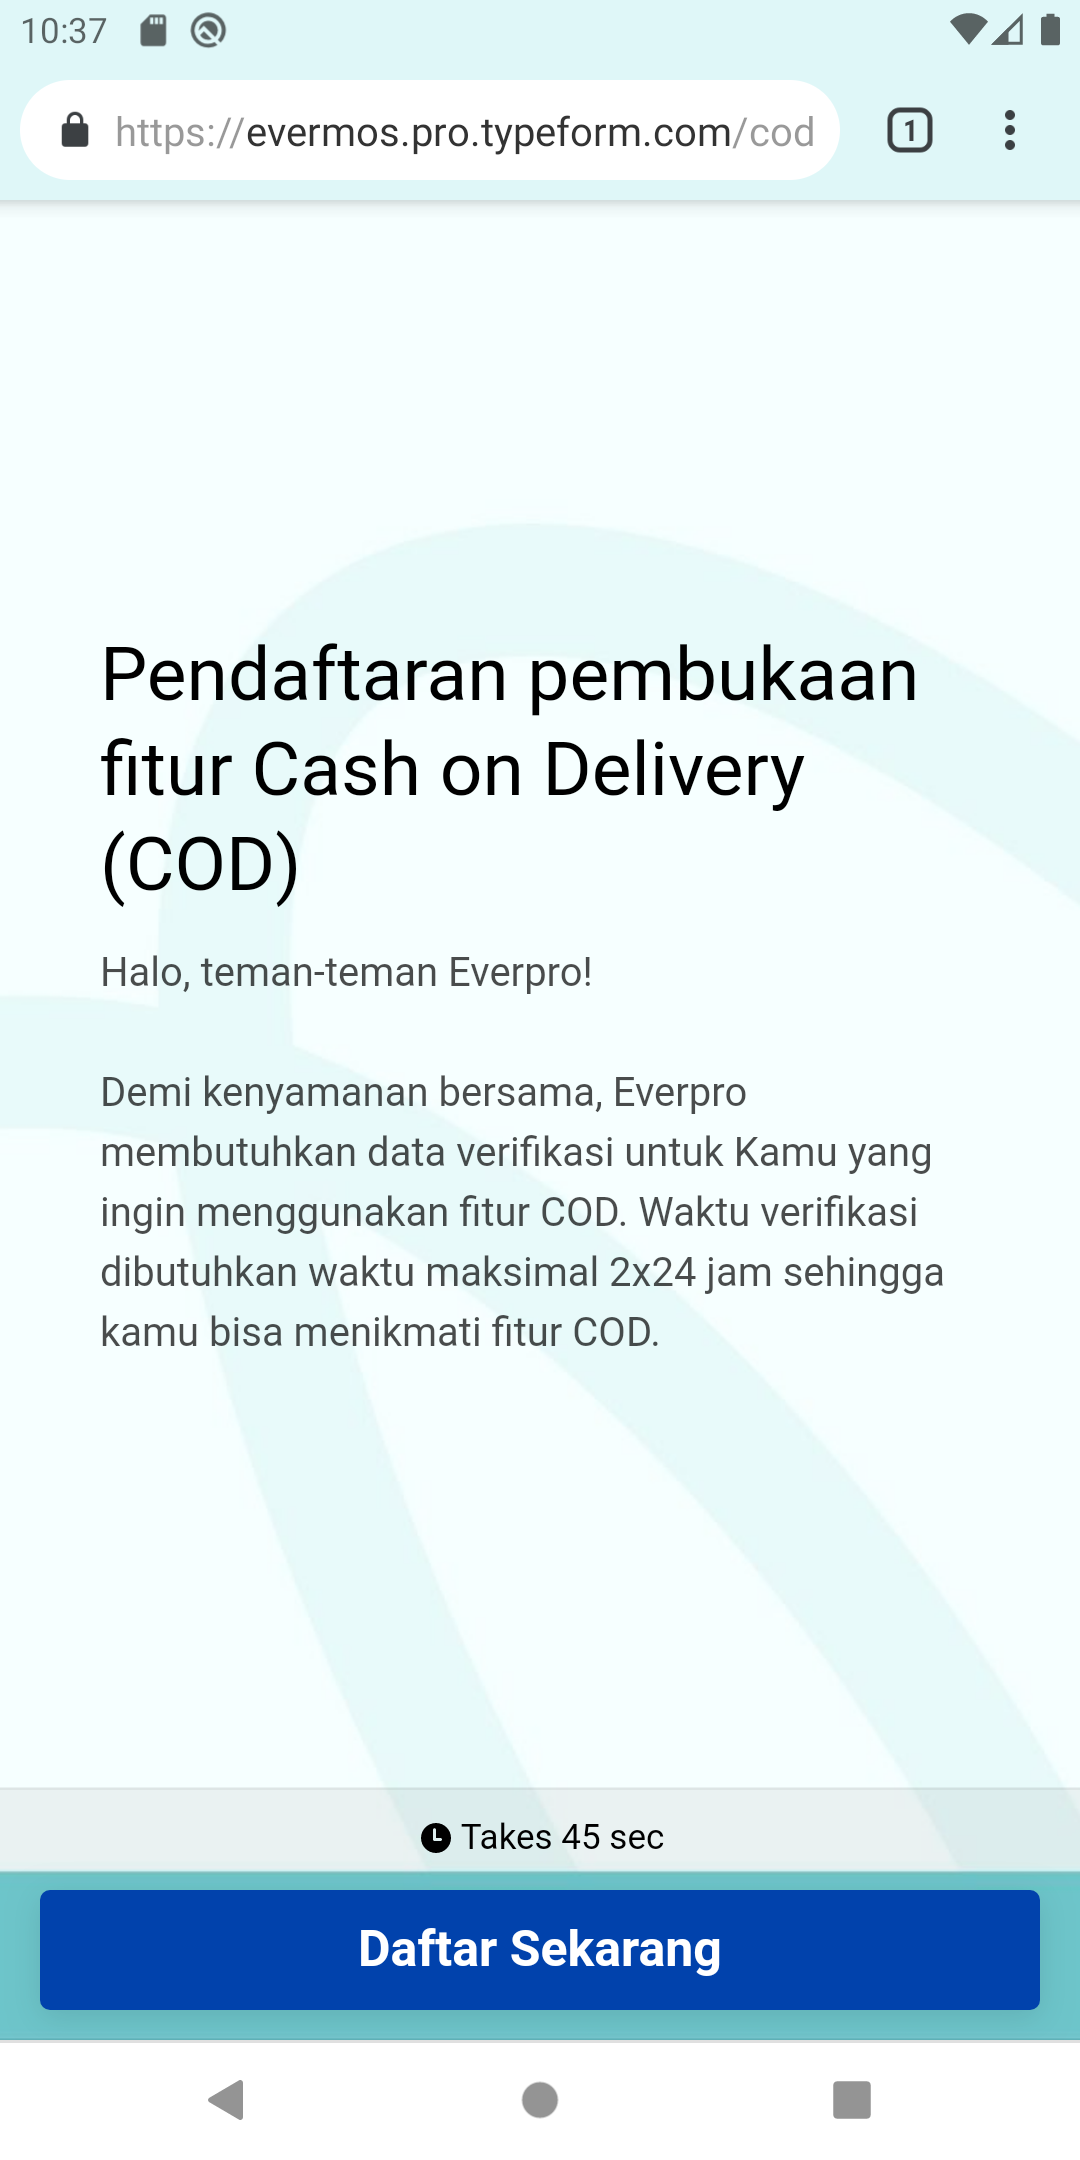 10:37
https://evermos.pro.typeform.com/cod
1
Pendaftaran pembukaan
fitur Cash on Delivery
(COD)
Halo, teman-teman Everpro!
Demi kenyamanan bersama, Everpro
membutuhkan data verifikasi untuk Kamu yang
ingin menggunakan fitur COD. Waktu verifikasi
dibutuhkan waktu maksimal 2x24 jam sehingga
kamu bisa menikmati fitur COD.
Takes 45 sec
Daftar Sekarang